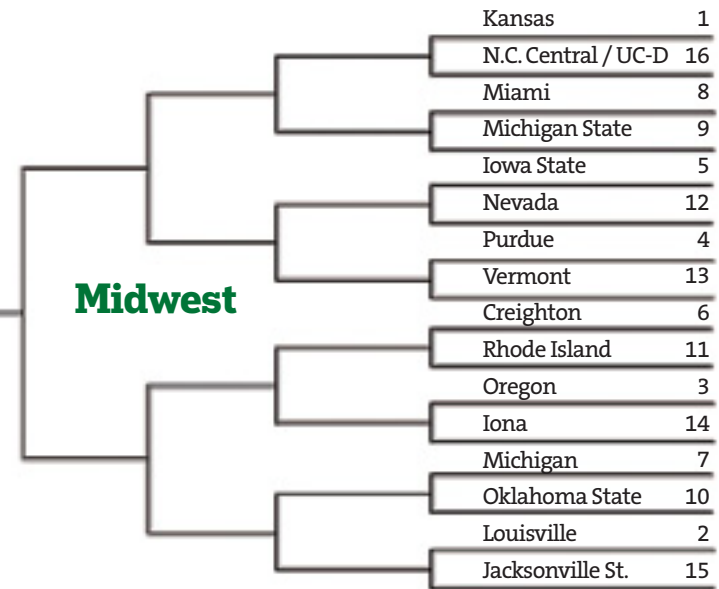 Kansas 1
N.C. Central / UC-D 16
Miami 8
Michigan State 9
Iowa State 5
Nevada 12
Purdue 4
Vermont 13
Midwest
Creighton 6
Rhode Island 11
Oregon 3
Iona 14
Michigan 7
Oklahoma State 10
Louisville 2
Jacksonville St. 15